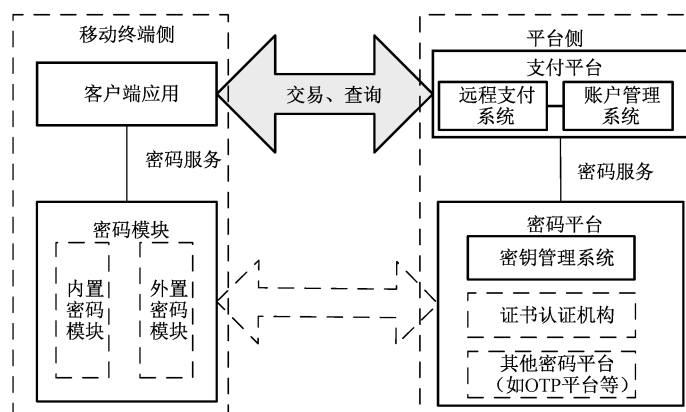 移动终端侧
客户端应用
密码服务
密码模块
内置
密码
模块
外置
密码
模块
交易、查询
平台侧
支付平台
远程支付
系统
账户管理
系统
密码服务
密码平台
密钥管理系统
证书认证机构
其他密码平台
（如OTP平台等）